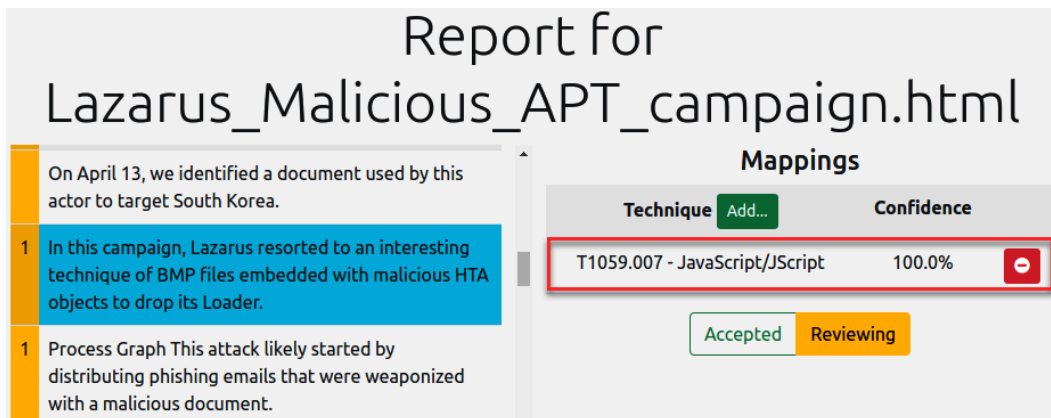 Report for
Lazarus_Malicious_APT_campaign.html
On April 13, we identified a document used by this
actor to target South Korea.
1 In this campaign, Lazarus resorted to an interesting
technique of BMP files embedded with malicious HTA
objects to drop its Loader.
1 Process Graph This attack likely started by
distributing phishing emails that were weaponized
with a malicious document.
Mappings
Technique Add... Confidence
T1059.007 - JavaScript/JScript 100.0%
Accepted Reviewing